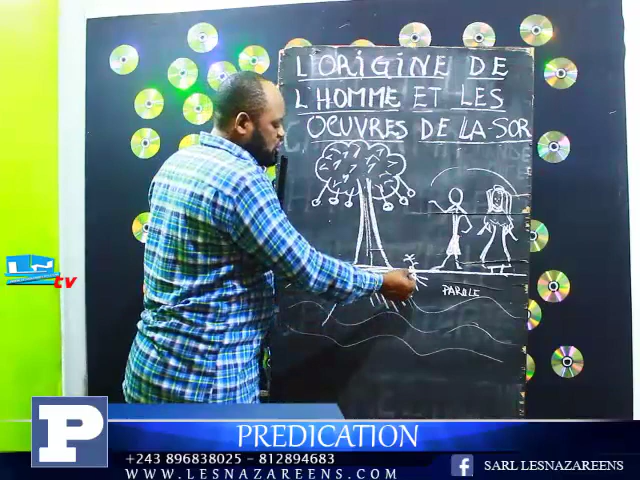 L'ORIGINE DE
L'HOMME ET LES
OEUVRES DE LA-SOR
PAROLE
tv
P
PREDICATION
+243 896838025 - 812894683
WWW.LESNAZAREENS.COM
f SARL LESNAZAREENS